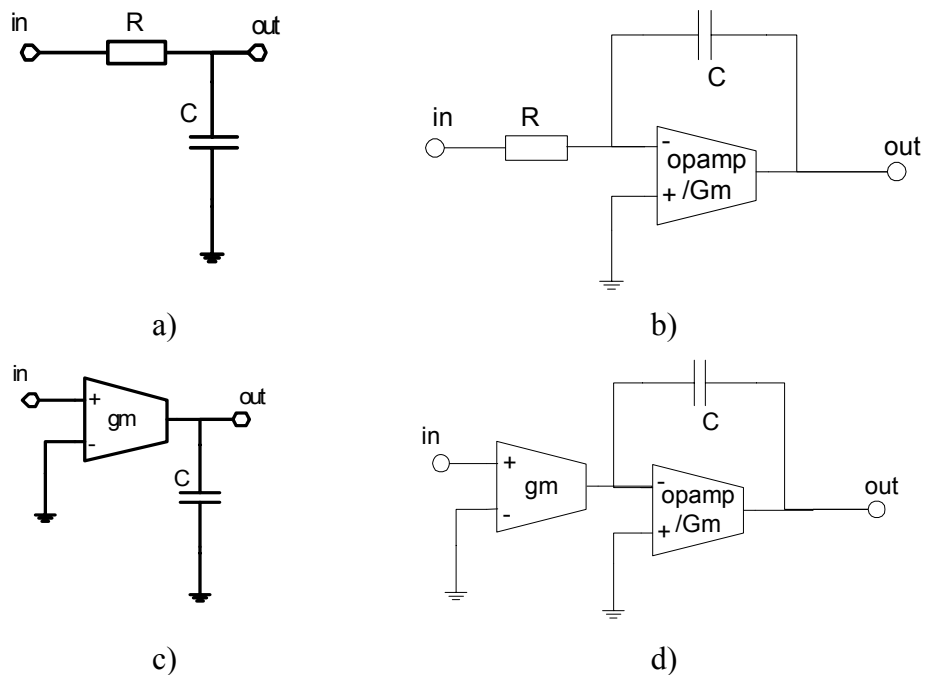 in
R
out
C
a)
in
R
C
-
opamp
/Gm
+
out
b)
in
+
gm
-
out
C
c)
in
+
gm
-
C
-
opamp
/Gm
+
out
d)